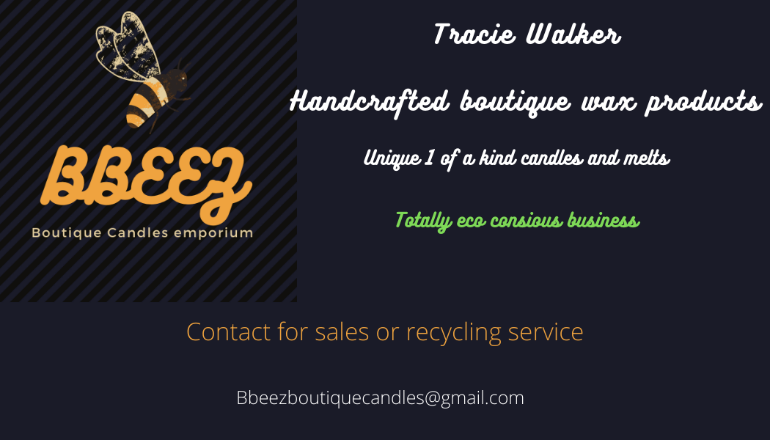 BBEEZ
Boutique Candles emporium
Tracie Walker
Handcrafted boutique wax products
Unique 1 of a kind candles and melts
Totally eco consious business
Contact for sales or recycling service
Bbeezboutiquecandles@gmail.com